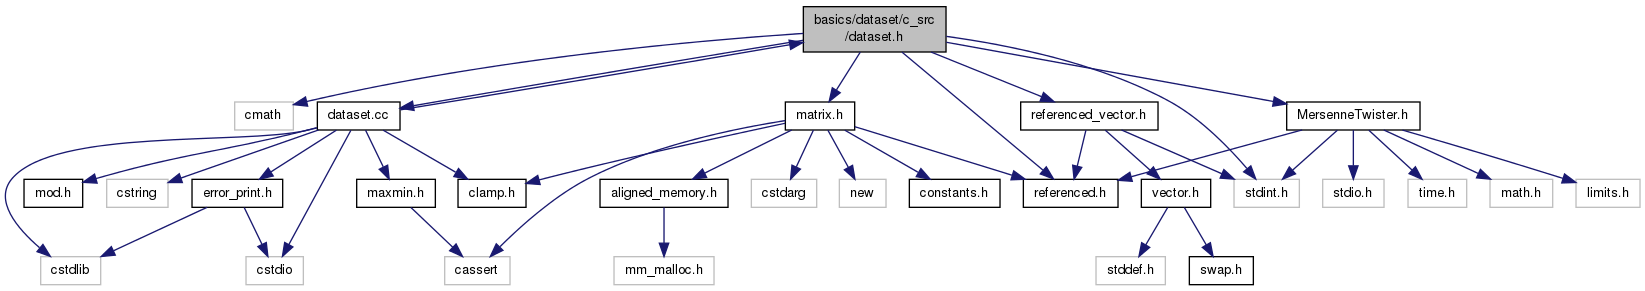 basics/dataset/c_src
/dataset.h
cmath
dataset.cc
matrix.h
referenced_vector.h
MersenneTwister.h
mod.h
cstring
error_print.h
maxmin.h
clamp.h
aligned_memory.h
cstdarg
new
constants.h
referenced.h
vector.h
stdint.h
stdio.h
time.h
math.h
limits.h
cstdlib
cstdio
cassert
mm_malloc.h
stddef.h
swap.h